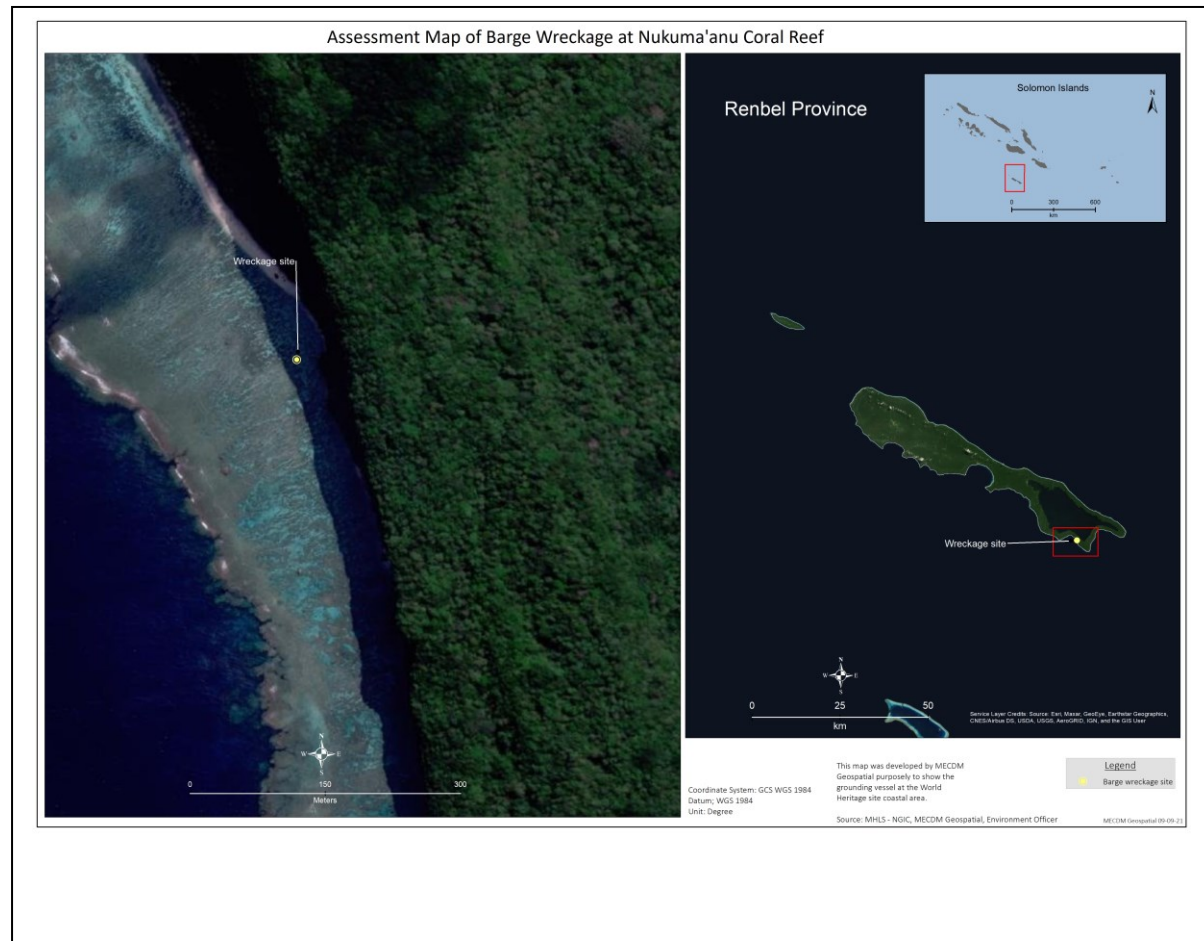 Assessment Map of Barge Wreckage at Nukuma'anu Coral Reef
Wreckage site
N
W E
S
0 150 300
Meters
Renbel Province
Solomon Islands
N
0 300 600
km
Wreckage site
N
W E
S
0 25 50
km
Service Layer Credits: Source: Esri, Maxar, GeoEye, Earthstar Geographics,
CNES/Airbus DS, USDA, USGS, AeroGRID, IGN, and the GIS User
Coordinate System: GCS WGS 1984
Datum; WGS 1984
Unit: Degree
This map was developed by MECDM
Geospatial purposely to show the
grounding vessel at the World
Heritage site coastal area.
Source: MHLS - NGIC, MECDM Geospatial, Environment Officer
Legend
Barge wreckage site
MECDM Geospatial 09-09-21